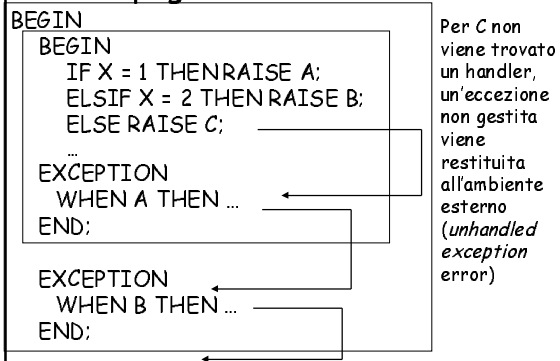 BEGIN
BEGIN
IF X = 1 THEN RAISE A;
ELSIF X = 2 THEN RAISE B;
ELSE RAISE C;
…
EXCEPTION
WHEN A THEN …
END;
EXCEPTION
WHEN B THEN …
END;
Per C non
viene trovato
un handler,
un'eccezione
non gestita
viene
restituita
all'ambiente
esterno
(unhandled
exception
error)